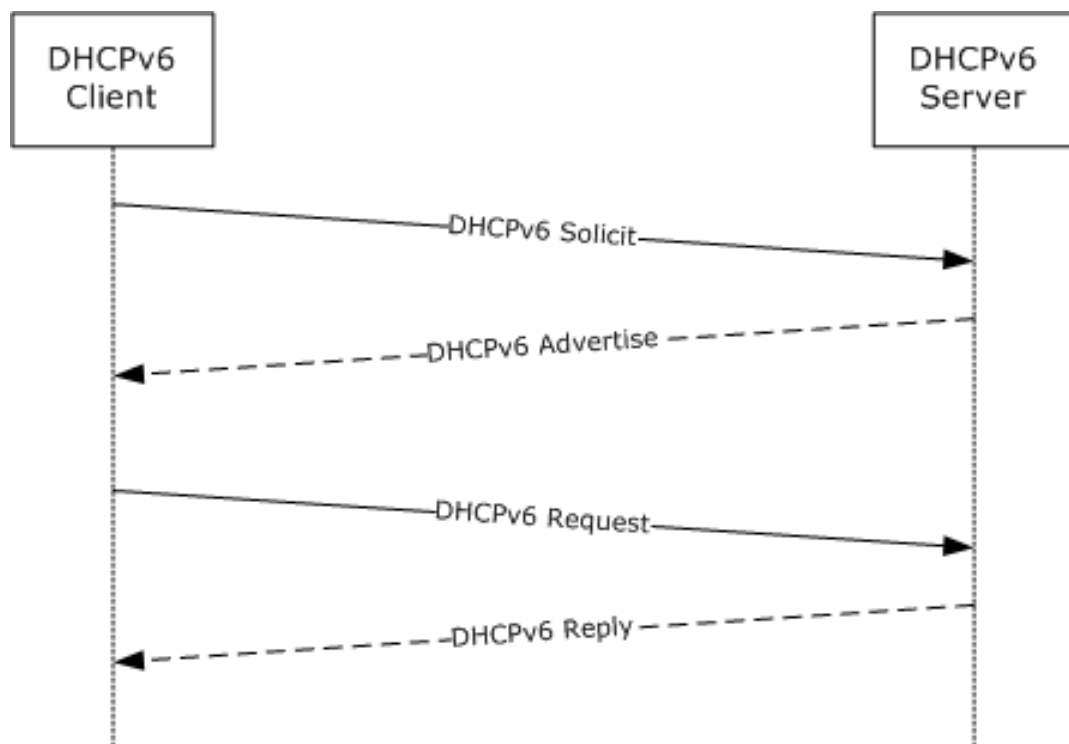 DHCPv6
Client
DHCPv6
Server
DHCPv6 Solicit
DHCPv6 Advertise
DHCPv6 Request
DHCPv6 Reply